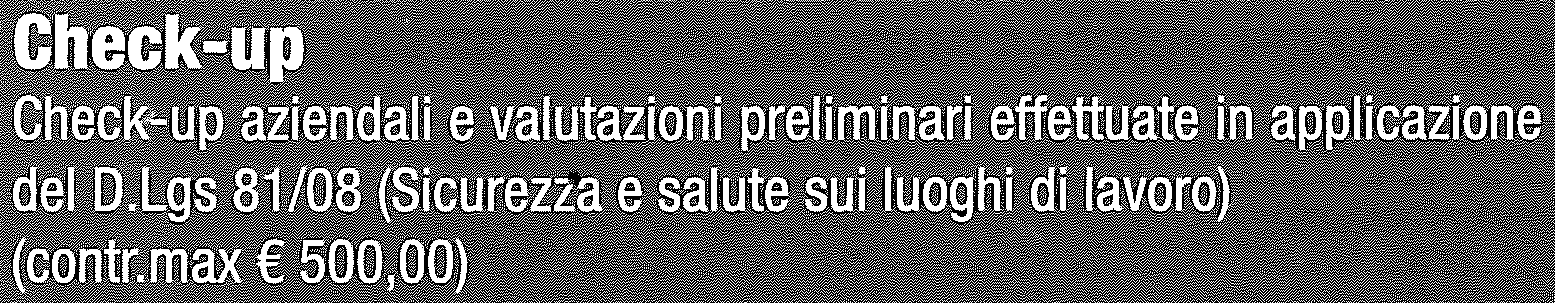 Check-up
Check-up aziendali e valutazioni preliminari effettuate in applicazione
del D.Lgs 81/08 (Sicurezza e salute sui luoghi di lavoro)
(contr.max € 500,00)